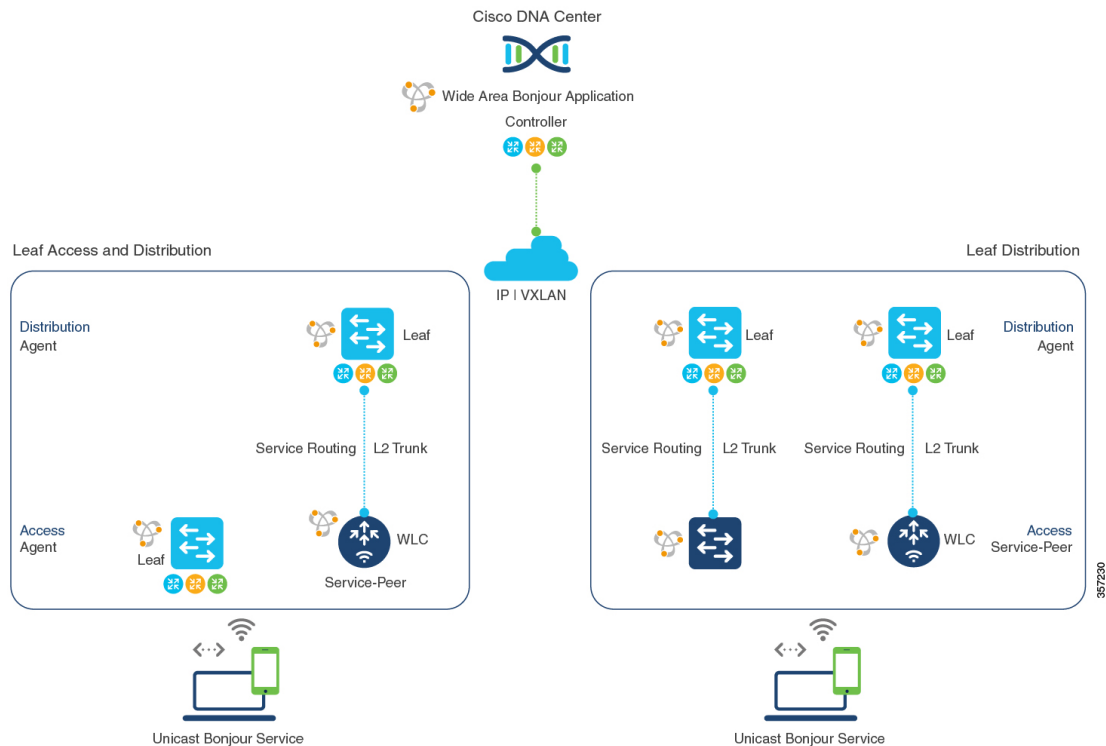 Cisco DNA Center
Wide Area Bonjour Application
Controller
IP | VXLAN
Leaf Access and Distribution
Distribution
Agent
Leaf
Service Routing
L2 Trunk
Access
Agent
Leaf
WLC
Service-Peer
Unicast Bonjour Service
Leaf Distribution
Leaf
Leaf
Distribution
Agent
Service Routing
L2 Trunk
Service Routing
L2 Trunk
WLC
Access
Service-Peer
Unicast Bonjour Service
357230